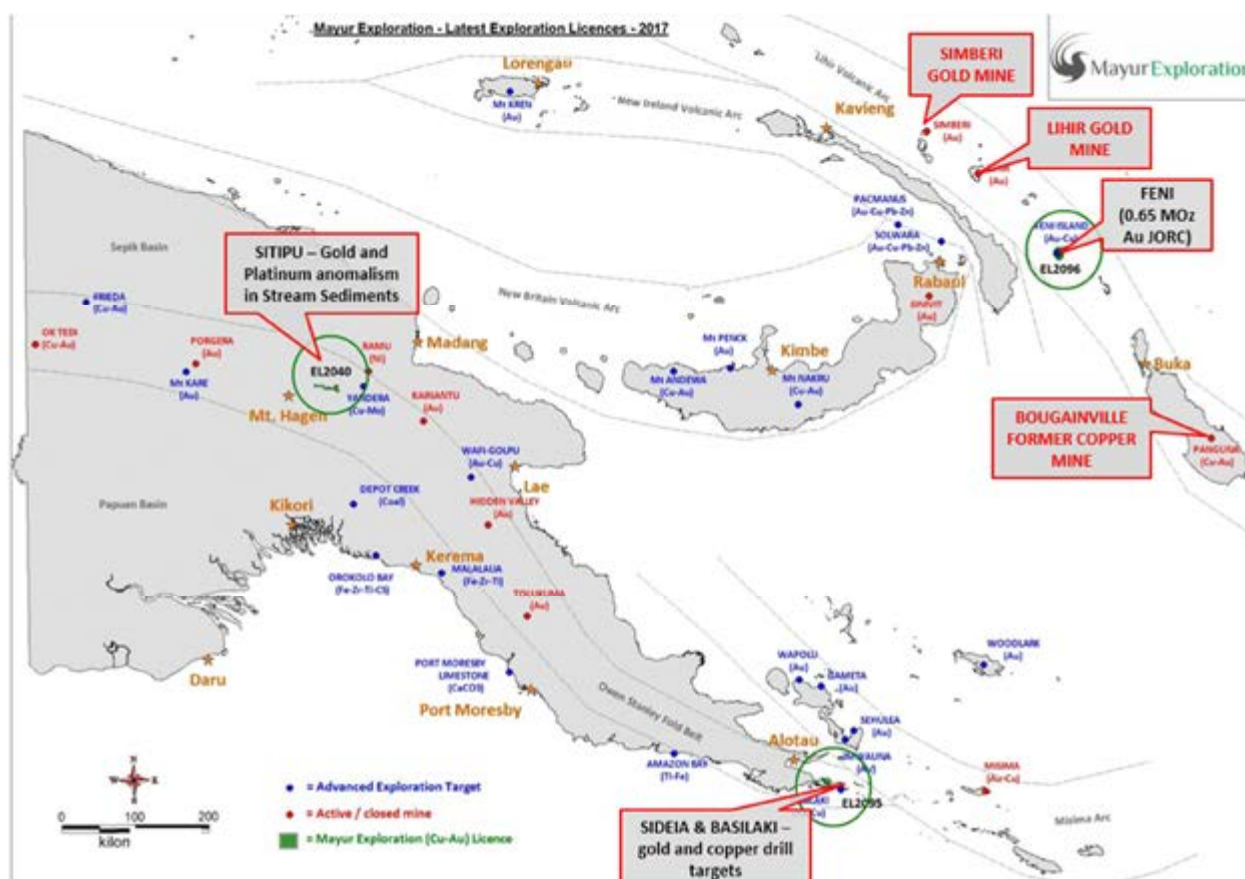 Mayur Exploration - Latest Exploration Licences - 2017
MayurExploration
SIMBERI
GOLD MINE
Lorengau
Mt KREN
(Au)
Lihir Volcanic Arc
New Ireland Volcanic Arc
Kavieng
SIMBERI
(Au)
LIHIR GOLD
MINE
(Au)
FENI
(0.65 MOz
Au JORC)
(Au-Cu)
EL2096
PACMANUS
(Au-Cu-Pb-Zn)
SOLWARA
(Au-Cu-Pb-Zn)
Rabaul
(Au)
Sepik Basin
SITIPU – Gold and
Platinum anomalism
in Stream Sediments
New Britain Volcanic Arc
FRIEDA
(Cu-Au)
OK TEDI
(Cu-Au)
PORGERA
(Au)
Mt KARE
(Au)
EL2040
RAMU
(Ni)
YANDERA
(Cu-Mo)
Madang
Mt. Hagen
KARIANTU
(Au)
Mt PENCK
(Au)
Kimbe
Mt ANDEWA
(Cu-Au)
Mt NAKRU
(Cu-Au)
Buka
BOUGAINVILLE
FORMER COPPER
MINE
PANGUNA
(Cu-Au)
WAFI-GOLPU
(Au-Cu)
Lae
DEPOT CREEK
(Coal)
HIDDEN VALLEY
(Au)
Papuan Basin
Kikori
Kerema
OROKOLO BAY
(Fe-Zr-Ti-CS)
MALALAUA
(Fe-Zr-Ti)
TOLUKUMA
(Au)
Daru
PORT MORESBY
LIMESTONE
(CaCO3)
Port Moresby
Owen Stanley Fold Belt
WAPOLU
(Au)
GAMETA
(Au)
WOODLARK
(Au)
SEHULEA
(Au)
Alotau
AMAZON BAY
(Ti-Fe)
EL2095
MISIMA
(Au-Cu)
Misima Arc
SIDEIA & BASILAKI –
gold and copper drill
targets
N
W E
S
0 100 200
kilon
= Advanced Exploration Target
= Active / closed mine
= Mayur Exploration (Cu-Au) Licence